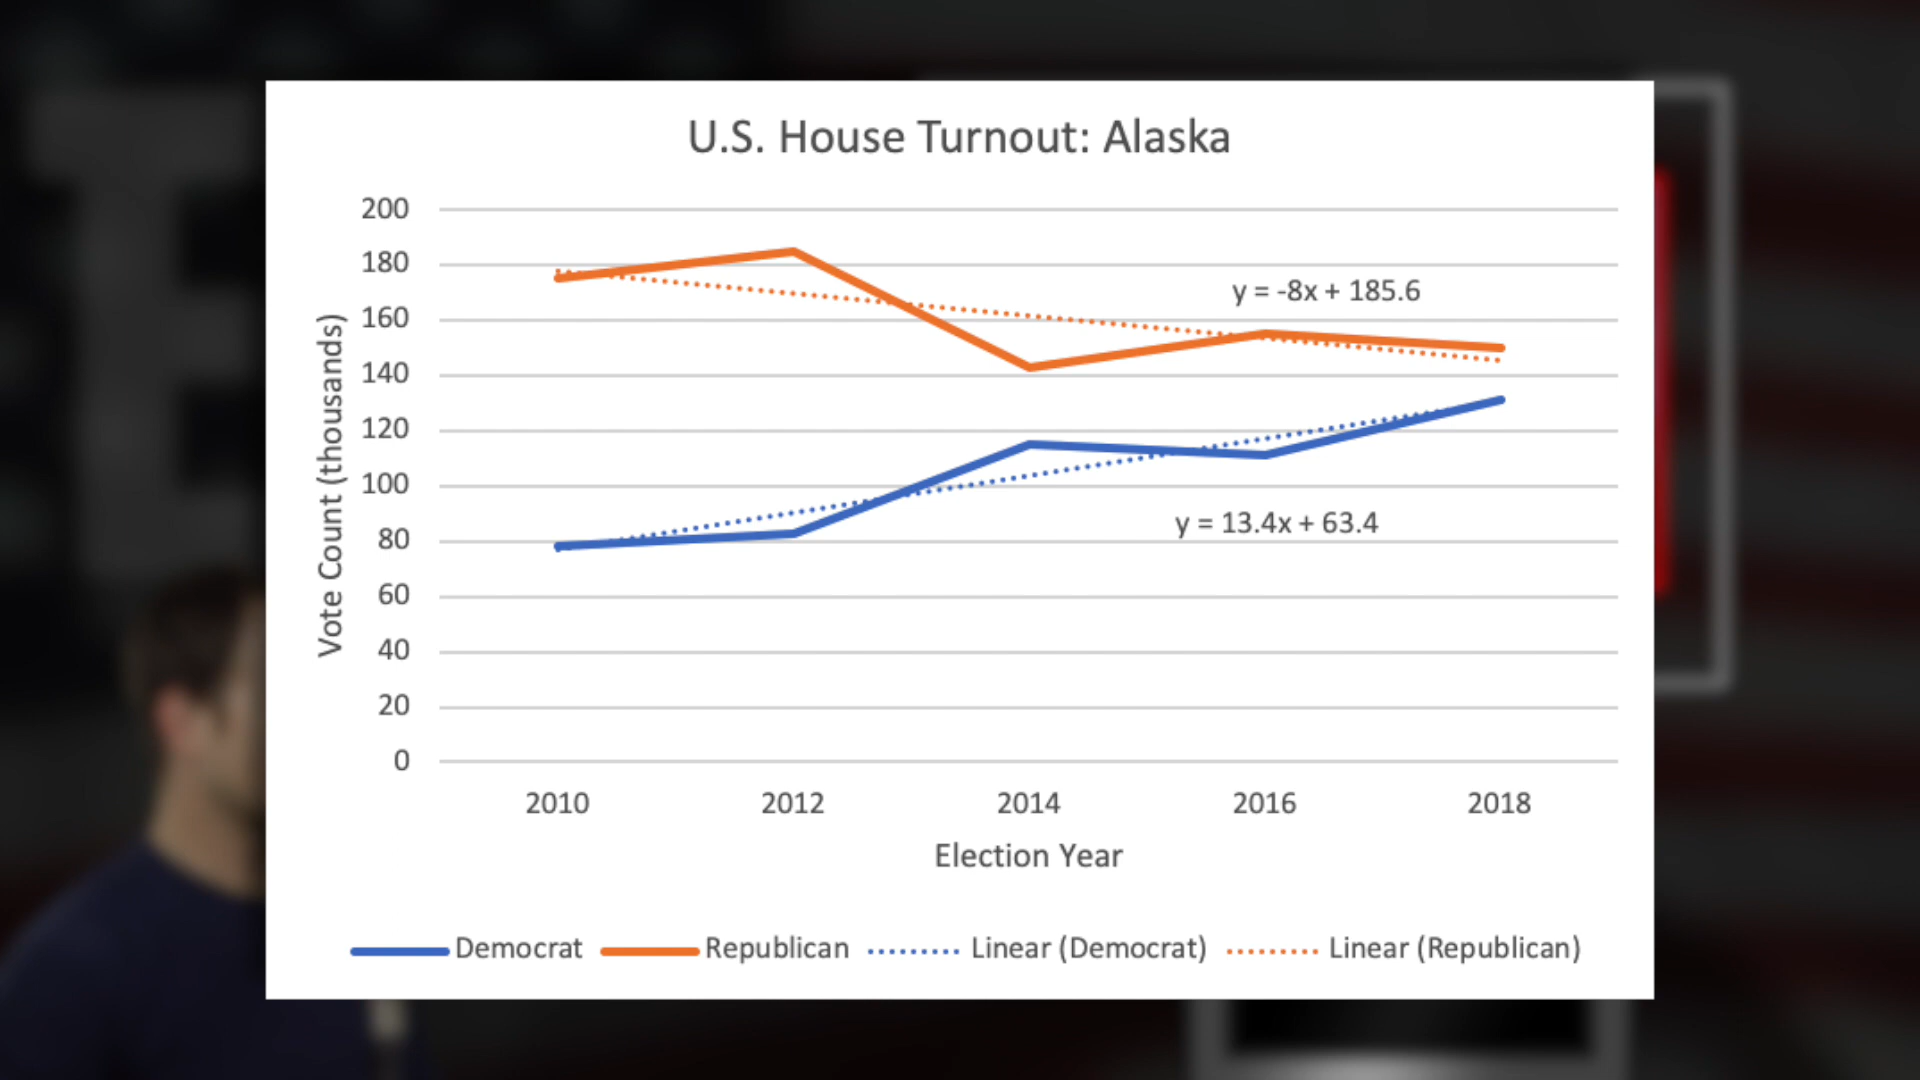 U.S. House Turnout: Alaska
200
180
160
140
120
100
80
60
40
20
0
Vote Count (thousands)
y = -8x + 185.6
y = 13.4x + 63.4
2010 2012 2014 2016 2018
Election Year
Democrat Republican Linear (Democrat) Linear (Republican)